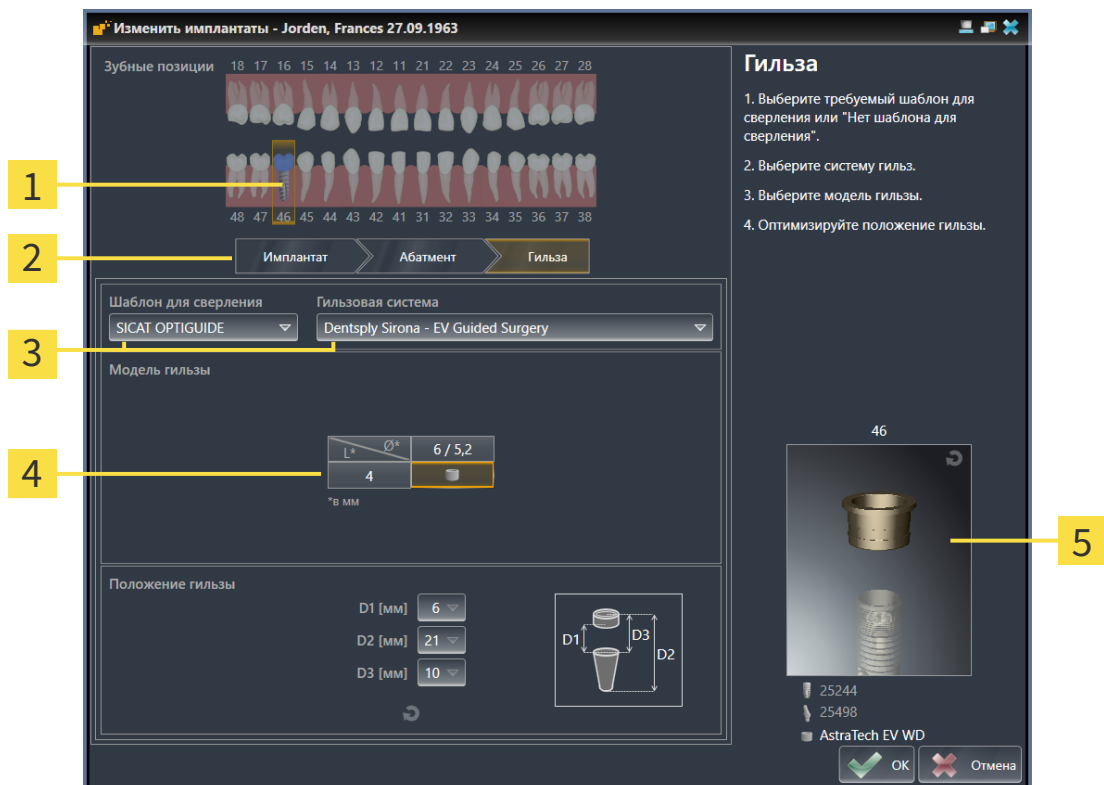 Изменить имплантаты - Jorden, Frances 27.09.1963
Зубные позиции
18 17 16 15 14 13 12 11 21 22 23 24 25 26 27 28
48 47 46 45 44 43 42 41 31 32 33 34 35 36 37 38
1
2
Имплантат
Абатмент
Гильза
Шаблон для сверления
Гильзовая система
SICAT OPTIGUIDE
Dentsply Sirona - EV Guided Surgery
3
Модель гильзы
L*
Ø*
6 / 5,2
4
4
*в мм
Положение гильзы
D1 [мм] 6
D2 [мм] 21
D3 [мм] 10
D1
D3
D2
Гильза
1. Выберите требуемый шаблон для
сверления или "Нет шаблона для
сверления".
2. Выберите систему гильз.
3. Выберите модель гильзы.
4. Оптимизируйте положение гильзы.
46
5
25244
25498
AstraTech EV WD
OK
Отмена